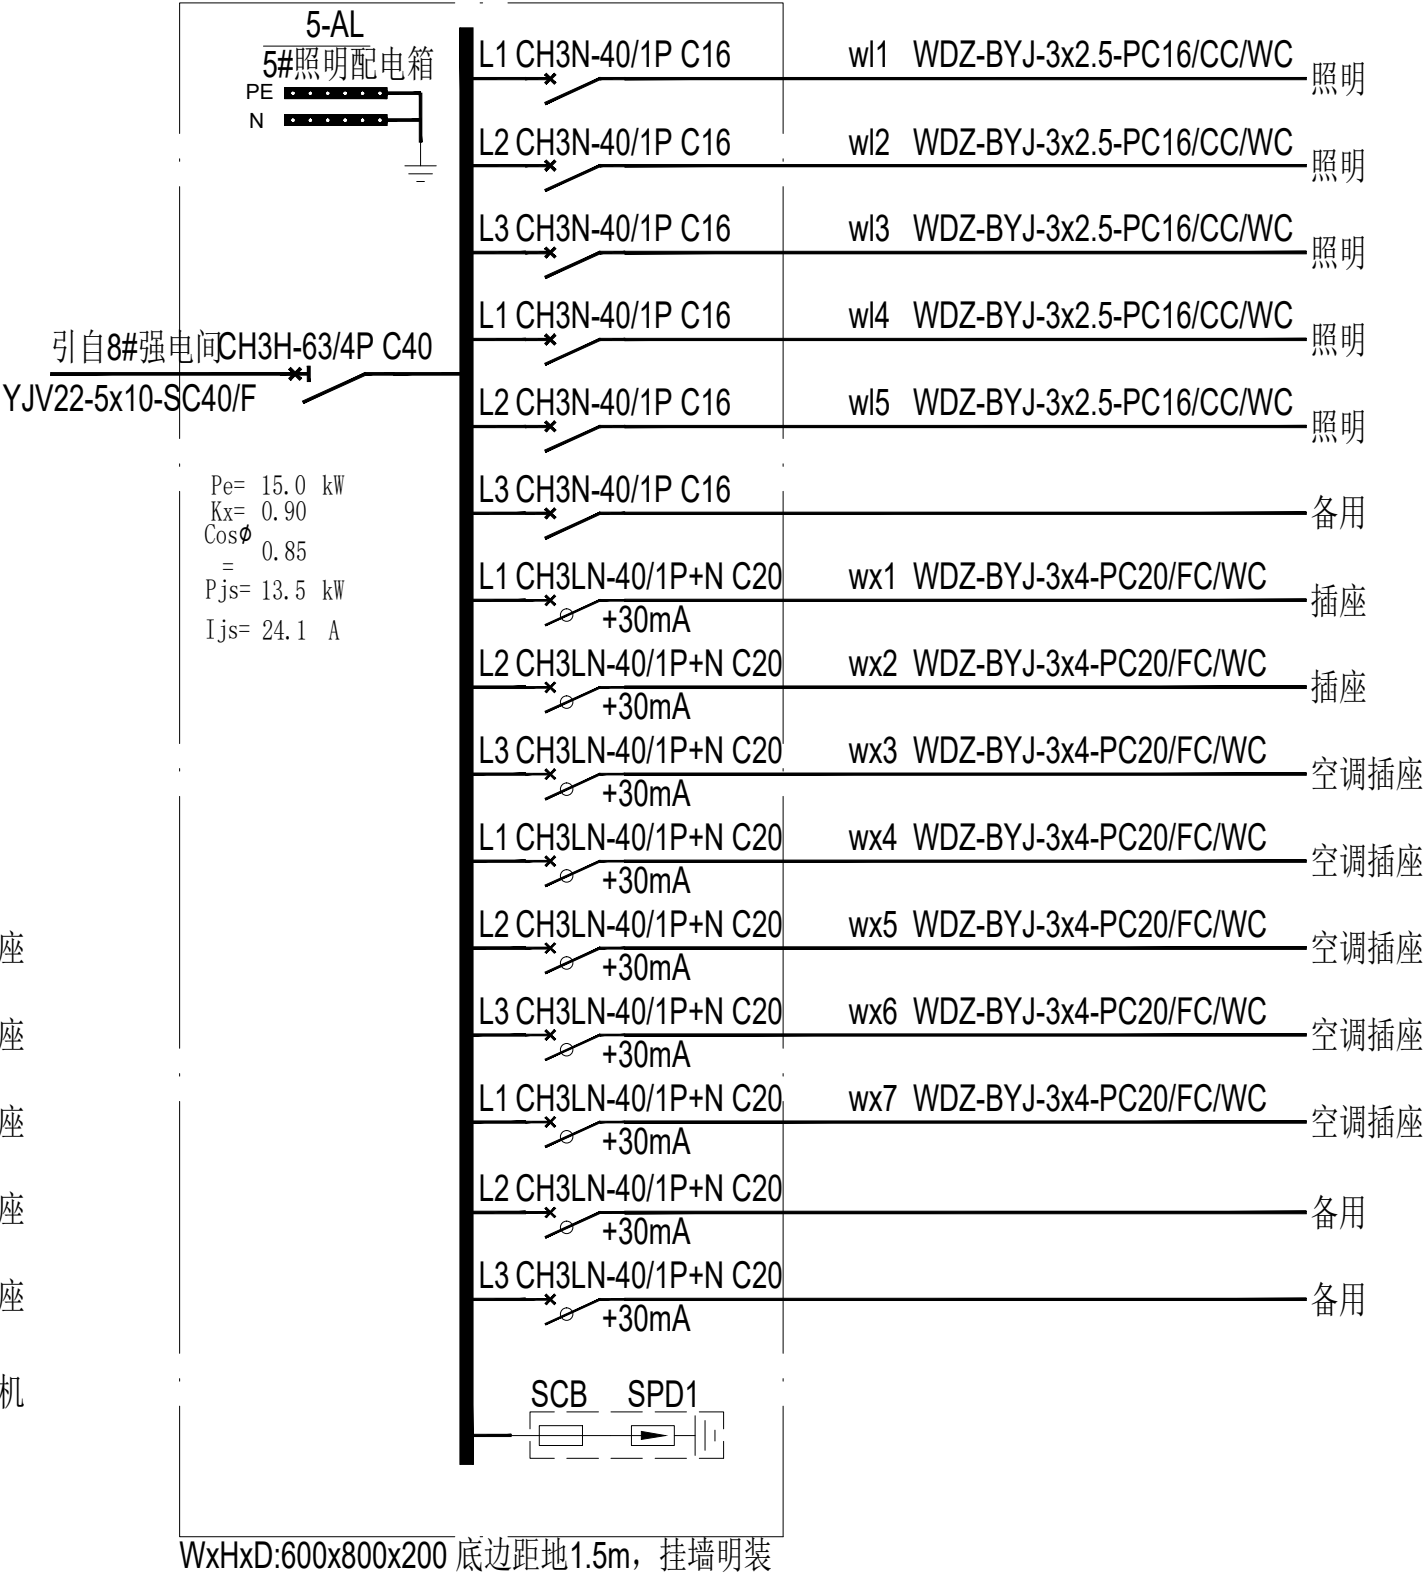 5-AL
5#照明配电箱
PE
N
引自8#强电间CH3H-63/4P C40
YJV22-5x10-SC40/F
Pe= 15.0 kW
Kx= 0.90
Cosø
= 0.85
Pjs= 13.5 kW
Ijs= 24.1 A
L1 CH3N-40/1P C16 wl1 WDZ-BYJ-3x2.5-PC16/CC/WC 照明
L2 CH3N-40/1P C16 wl2 WDZ-BYJ-3x2.5-PC16/CC/WC 照明
L3 CH3N-40/1P C16 wl3 WDZ-BYJ-3x2.5-PC16/CC/WC 照明
L1 CH3N-40/1P C16 wl4 WDZ-BYJ-3x2.5-PC16/CC/WC 照明
L2 CH3N-40/1P C16 wl5 WDZ-BYJ-3x2.5-PC16/CC/WC 照明
L3 CH3N-40/1P C16 备用
L1 CH3LN-40/1P+N C20 wx1 WDZ-BYJ-3x4-PC20/FC/WC 插座
+30mA
L2 CH3LN-40/1P+N C20 wx2 WDZ-BYJ-3x4-PC20/FC/WC 插座
+30mA
L3 CH3LN-40/1P+N C20 wx3 WDZ-BYJ-3x4-PC20/FC/WC 空调插座
+30mA
L1 CH3LN-40/1P+N C20 wx4 WDZ-BYJ-3x4-PC20/FC/WC 空调插座
+30mA
L2 CH3LN-40/1P+N C20 wx5 WDZ-BYJ-3x4-PC20/FC/WC 空调插座
+30mA
L3 CH3LN-40/1P+N C20 wx6 WDZ-BYJ-3x4-PC20/FC/WC 空调插座
+30mA
L1 CH3LN-40/1P+N C20 wx7 WDZ-BYJ-3x4-PC20/FC/WC 空调插座
+30mA
L2 CH3LN-40/1P+N C20 备用
+30mA
L3 CH3LN-40/1P+N C20 备用
+30mA
SCB SPD1
座
座
座
座
座
机
WxHxD:600x800x200 底边距地1.5m，挂墙明装